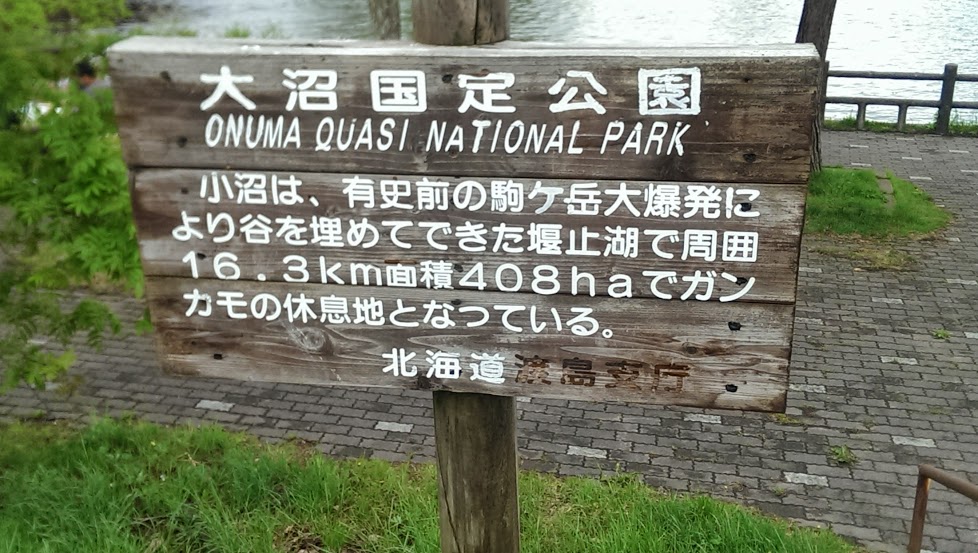 大沼国定公園
ONUMA QUASI NATIONAL PARK
小沼は、有史前の駒ケ岳大爆発に
より谷を埋めてできた堰止湖で周囲
16.3km面積408haでガン
カモの休息地となっている。
北海道渡島支庁